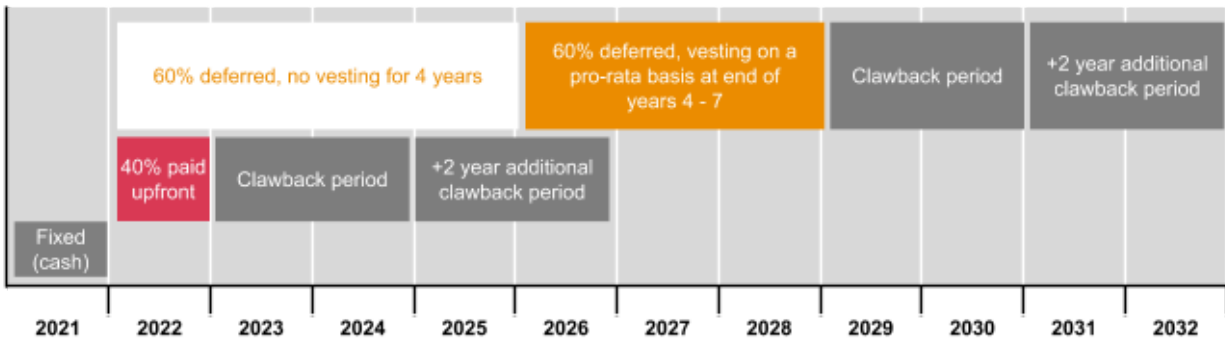 60% deferred, no vesting for 4 years
60% deferred, vesting on a
pro-rata basis at end of
years 4 - 7
Clawback period
+2 year additional
clawback period
40% paid
upfront
Clawback period
+2 year additional
clawback period
Fixed
(cash)
2021 2022 2023 2024 2025 2026 2027 2028 2029 2030 2031 2032